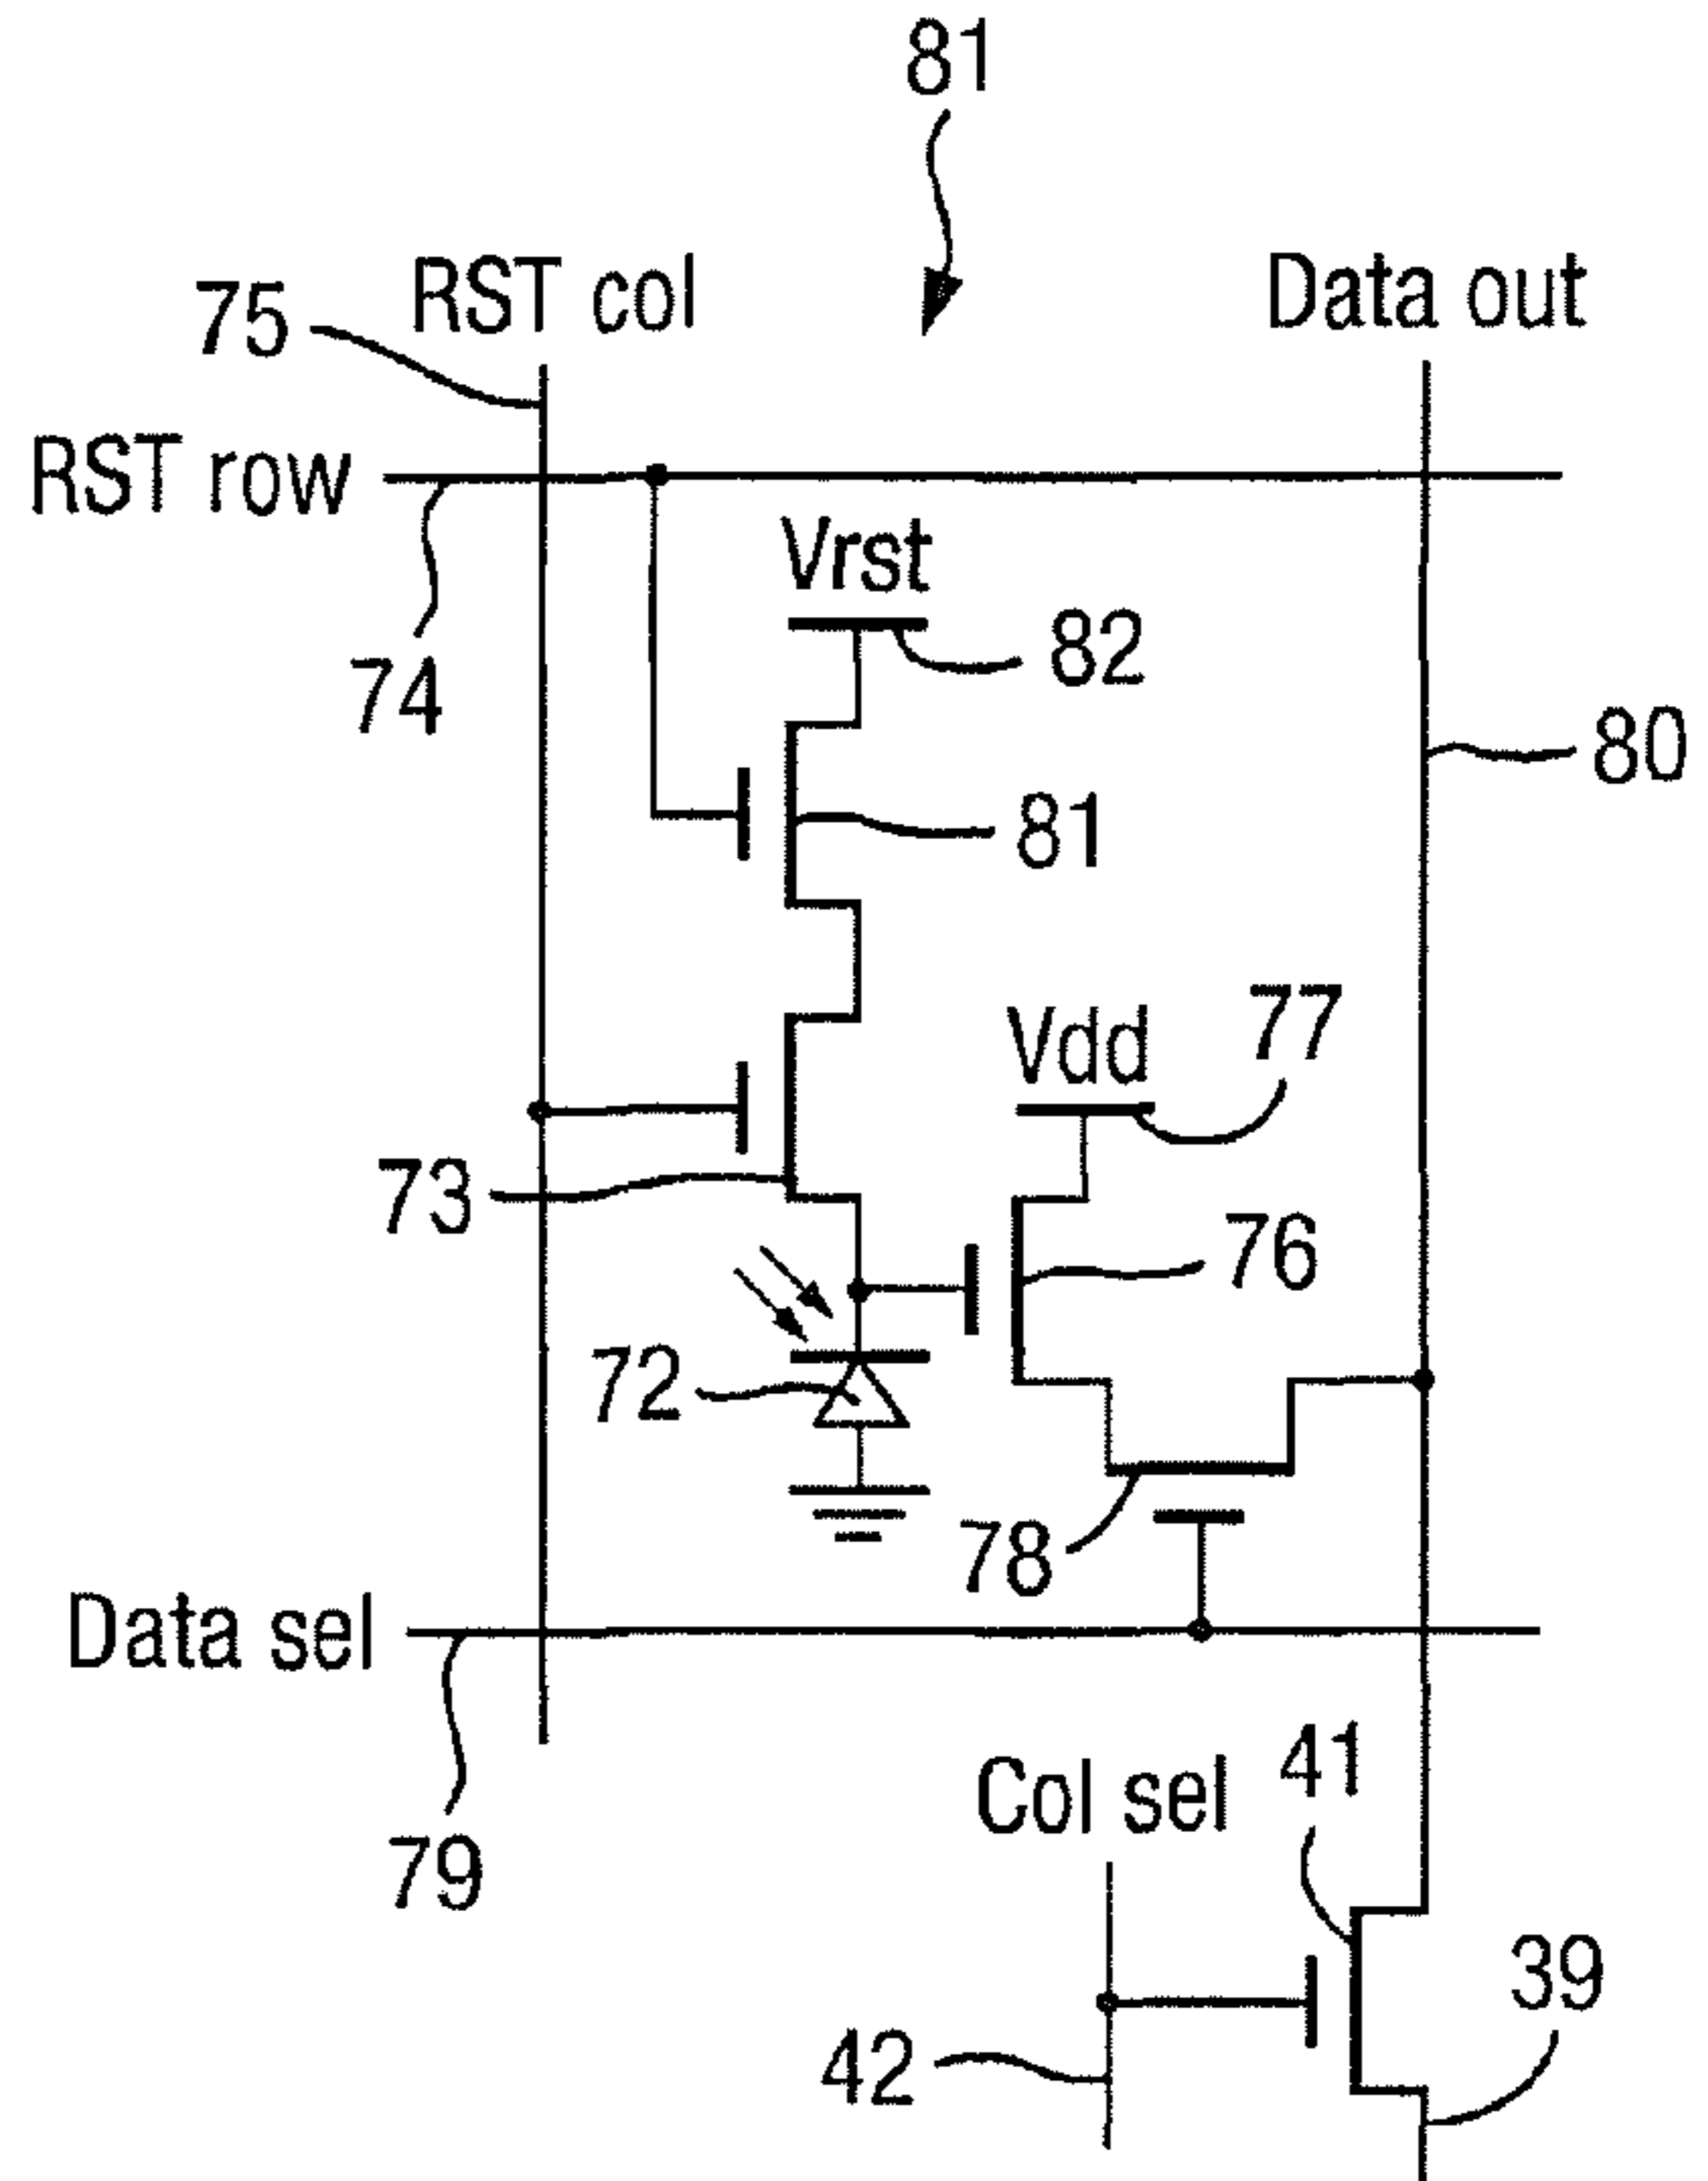 81
75
RST col
Data out
RST row
Vrst
74
82
80
81
Vdd
77
73
76
72
78
Data sel
79
Col sel
41
39
42